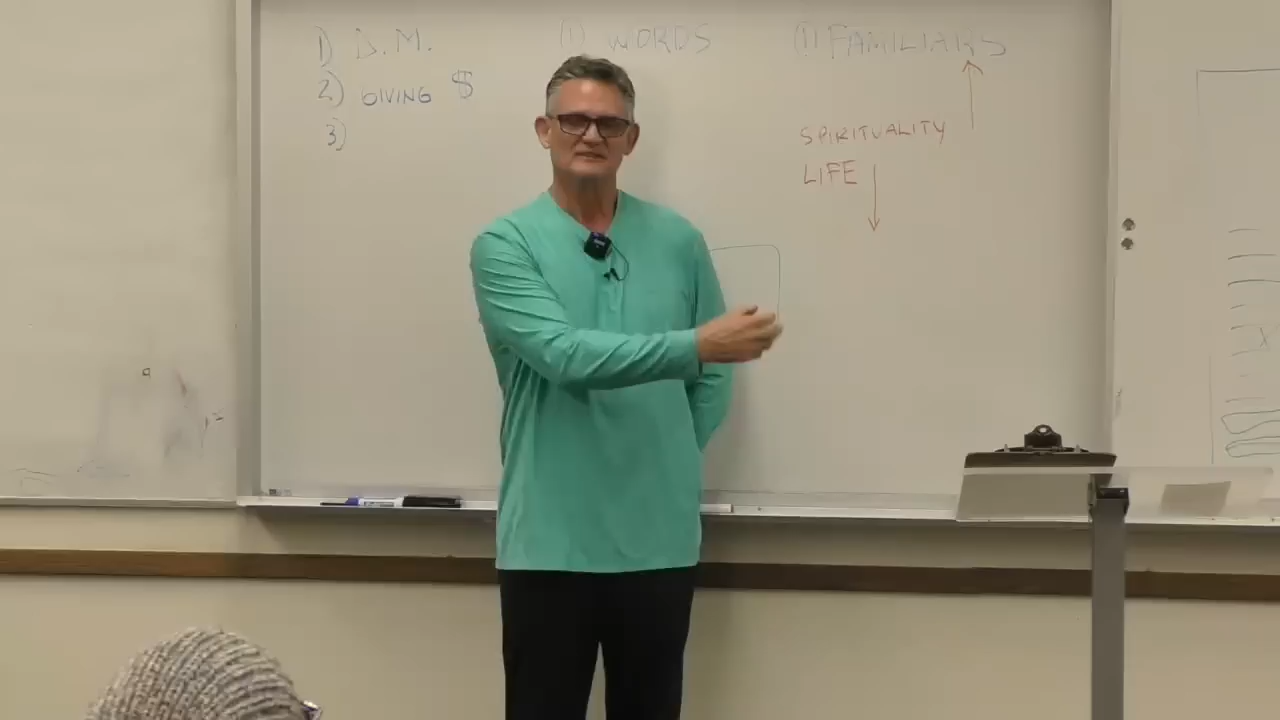 1) D.M.
2) GIVING $
3)
(1) WORDS
(1) FAMILIARS
SPIRITUALITY
LIFE